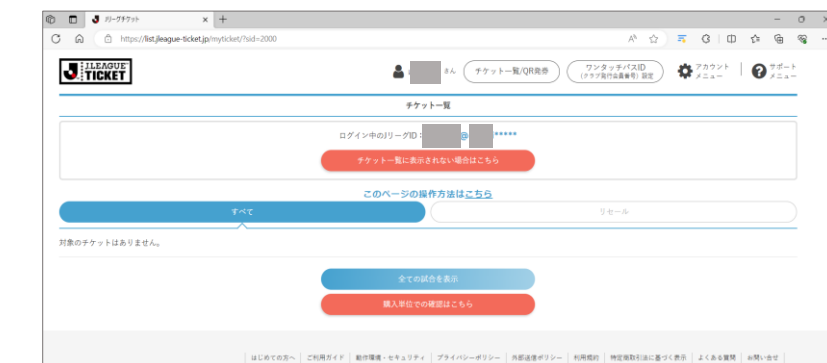 Jリーグチケット
https://list.jleague-ticket.jp/myticket/?sid=2000
J.LEAGUE TICKET
さん
チケット一覧/QR発券
ワンタッチパスID
(クラブ発行会員番号) 設定
アカウント
メニュー
サポート
メニュー
チケット一覧
ログイン中のJリーグID：
@
*****
チケット一覧に表示されない場合はこちら
このページの操作方法はこちら
すべて
リセール
対象のチケットはありません。
全ての試合を表示
購入単位での確認はこちら
はじめての方へ | ご利用ガイド | 動作環境・セキュリティ | プライバシーポリシー | 外部送信ポリシー | 利用規約 | 特定商取引法に基づく表示 | よくある質問 | お問い合せ